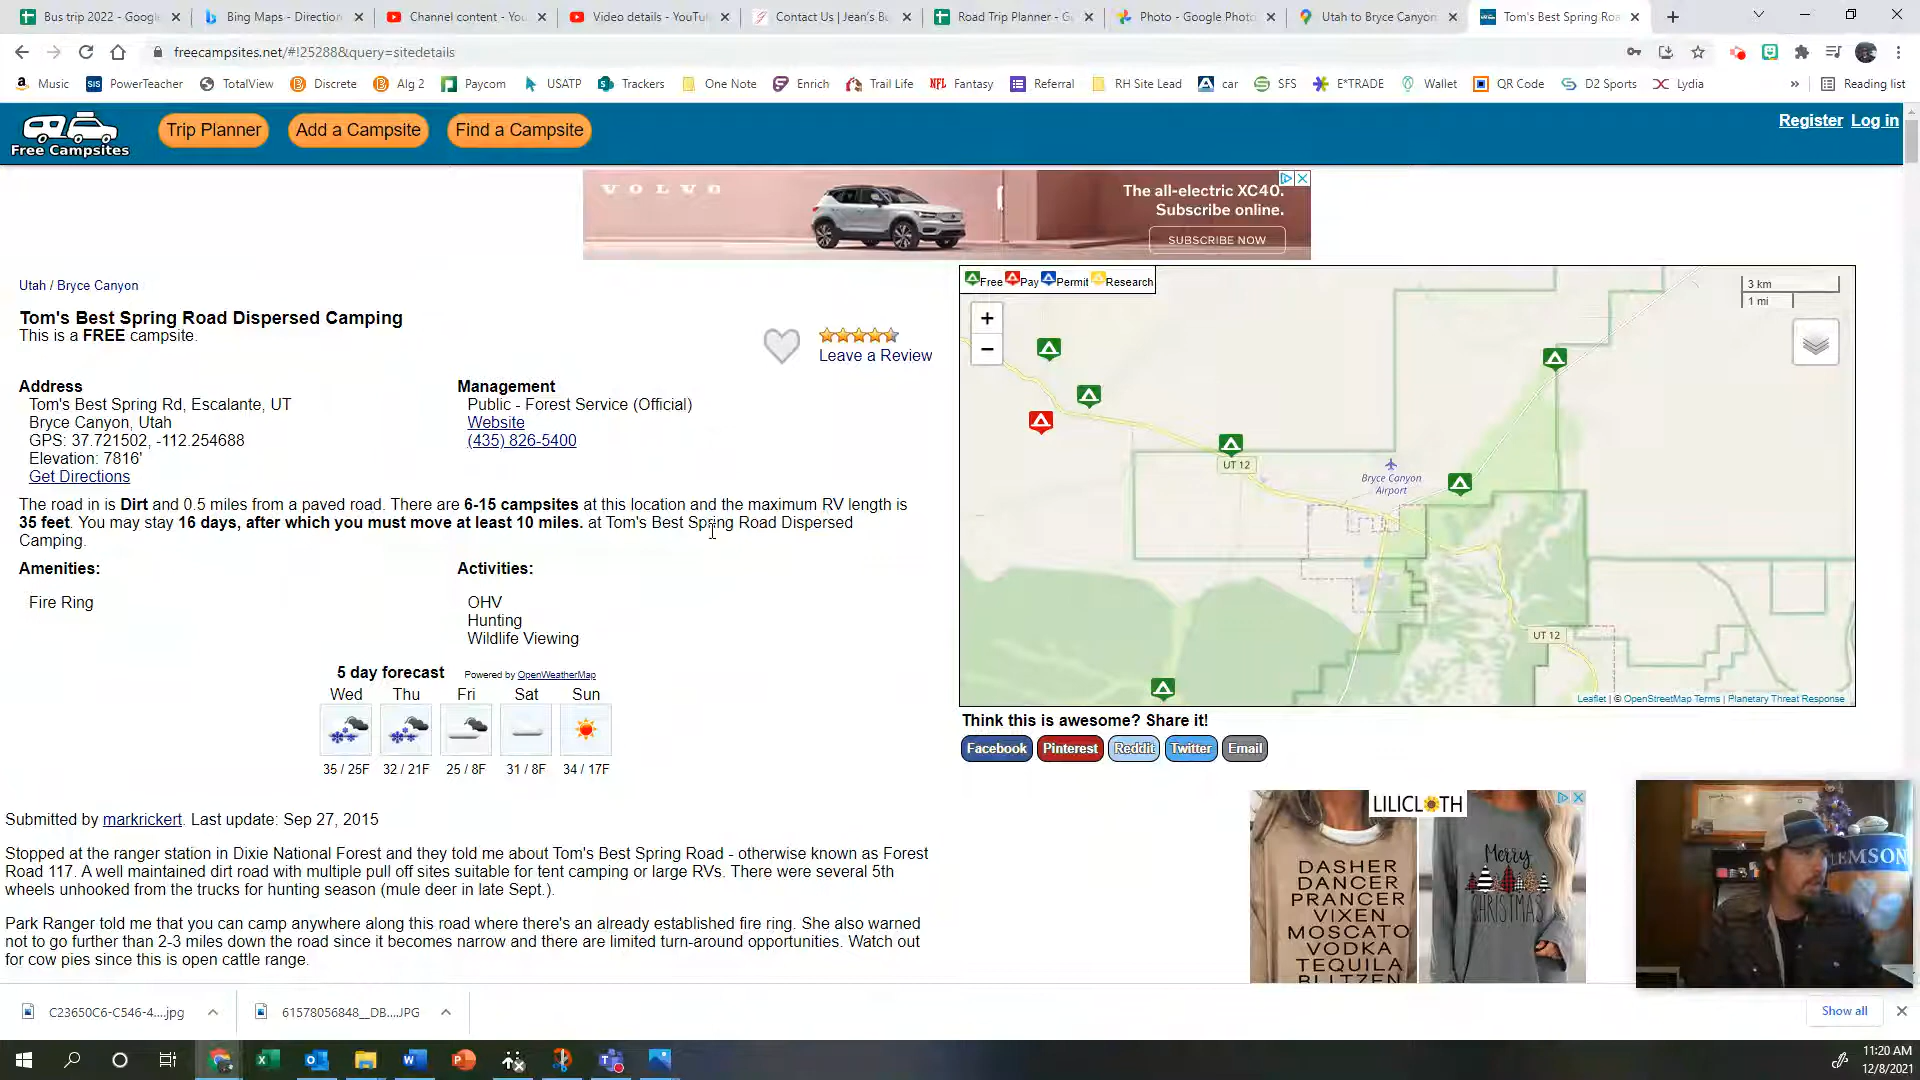 Bus trip 2022 - Google
Bing Maps - Direction
Channel content - You
Video details - YouTu
Contact Us | Jean's Bu
Road Trip Planner - G
Photo - Google Photo
Utah to Bryce Canyon
Tom's Best Spring Roa
freecampsites.net/#!25288&query=sitedetails
Music PowerTeacher TotalView Discrete Alg 2 Paycom USATP Trackers One Note Enrich Trail Life NFL Fantasy Referral RH Site Lead car SFS E*TRADE Wallet QR Code D2 Sports Lydia » Reading list
Free Campsites
Trip Planner
Add a Campsite
Find a Campsite
Register Log in
VOLVO
The all-electric XC40.
Subscribe online.
SUBSCRIBE NOW
Utah / Bryce Canyon
Tom's Best Spring Road Dispersed Camping
This is a FREE campsite.
Leave a Review
Address
Tom's Best Spring Rd, Escalante, UT
Bryce Canyon, Utah
GPS: 37.721502, -112.254688
Elevation: 7816'
Get Directions
Management
Public - Forest Service (Official)
Website
(435) 826-5400
The road in is Dirt and 0.5 miles from a paved road. There are 6-15 campsites at this location and the maximum RV length is
35 feet. You may stay 16 days, after which you must move at least 10 miles. at Tom's Best Spring Road Dispersed
Camping.
Amenities:
Fire Ring
Activities:
OHV
Hunting
Wildlife Viewing
5 day forecast Powered by OpenWeatherMap
Wed Thu Fri Sat Sun
35 / 25F 32 / 21F 25 / 8F 31 / 8F 34 / 17F
Submitted by markrickert. Last update: Sep 27, 2015
Stopped at the ranger station in Dixie National Forest and they told me about Tom's Best Spring Road - otherwise known as Forest
Road 117. A well maintained dirt road with multiple pull off sites suitable for tent camping or large RVs. There were several 5th
wheels unhooked from the trucks for hunting season (mule deer in late Sept.).
Park Ranger told me that you can camp anywhere along this road where there's an already established fire ring. She also warned
not to go further than 2-3 miles down the road since it becomes narrow and there are limited turn-around opportunities. Watch out
for cow pies since this is open cattle range.
Free Pay Permit Research
+
−
3 km
1 mi
UT 12
Bryce Canyon
Airport
UT 12
Leaflet | © OpenStreetMap Terms | Planetary Threat Response
Think this is awesome? Share it!
Facebook Pinterest Reddit Twitter Email
LILICLOTH
DASHER
DANCER
PRANCER
VIXEN
MOSCATO
VODKA
TEQUILA
BLITZEN
Merry
CHRISTMAS
LEMSON
C23650C6-C546-4....jpg
61578056848__DB....JPG
Show all
11:20 AM
12/8/2021